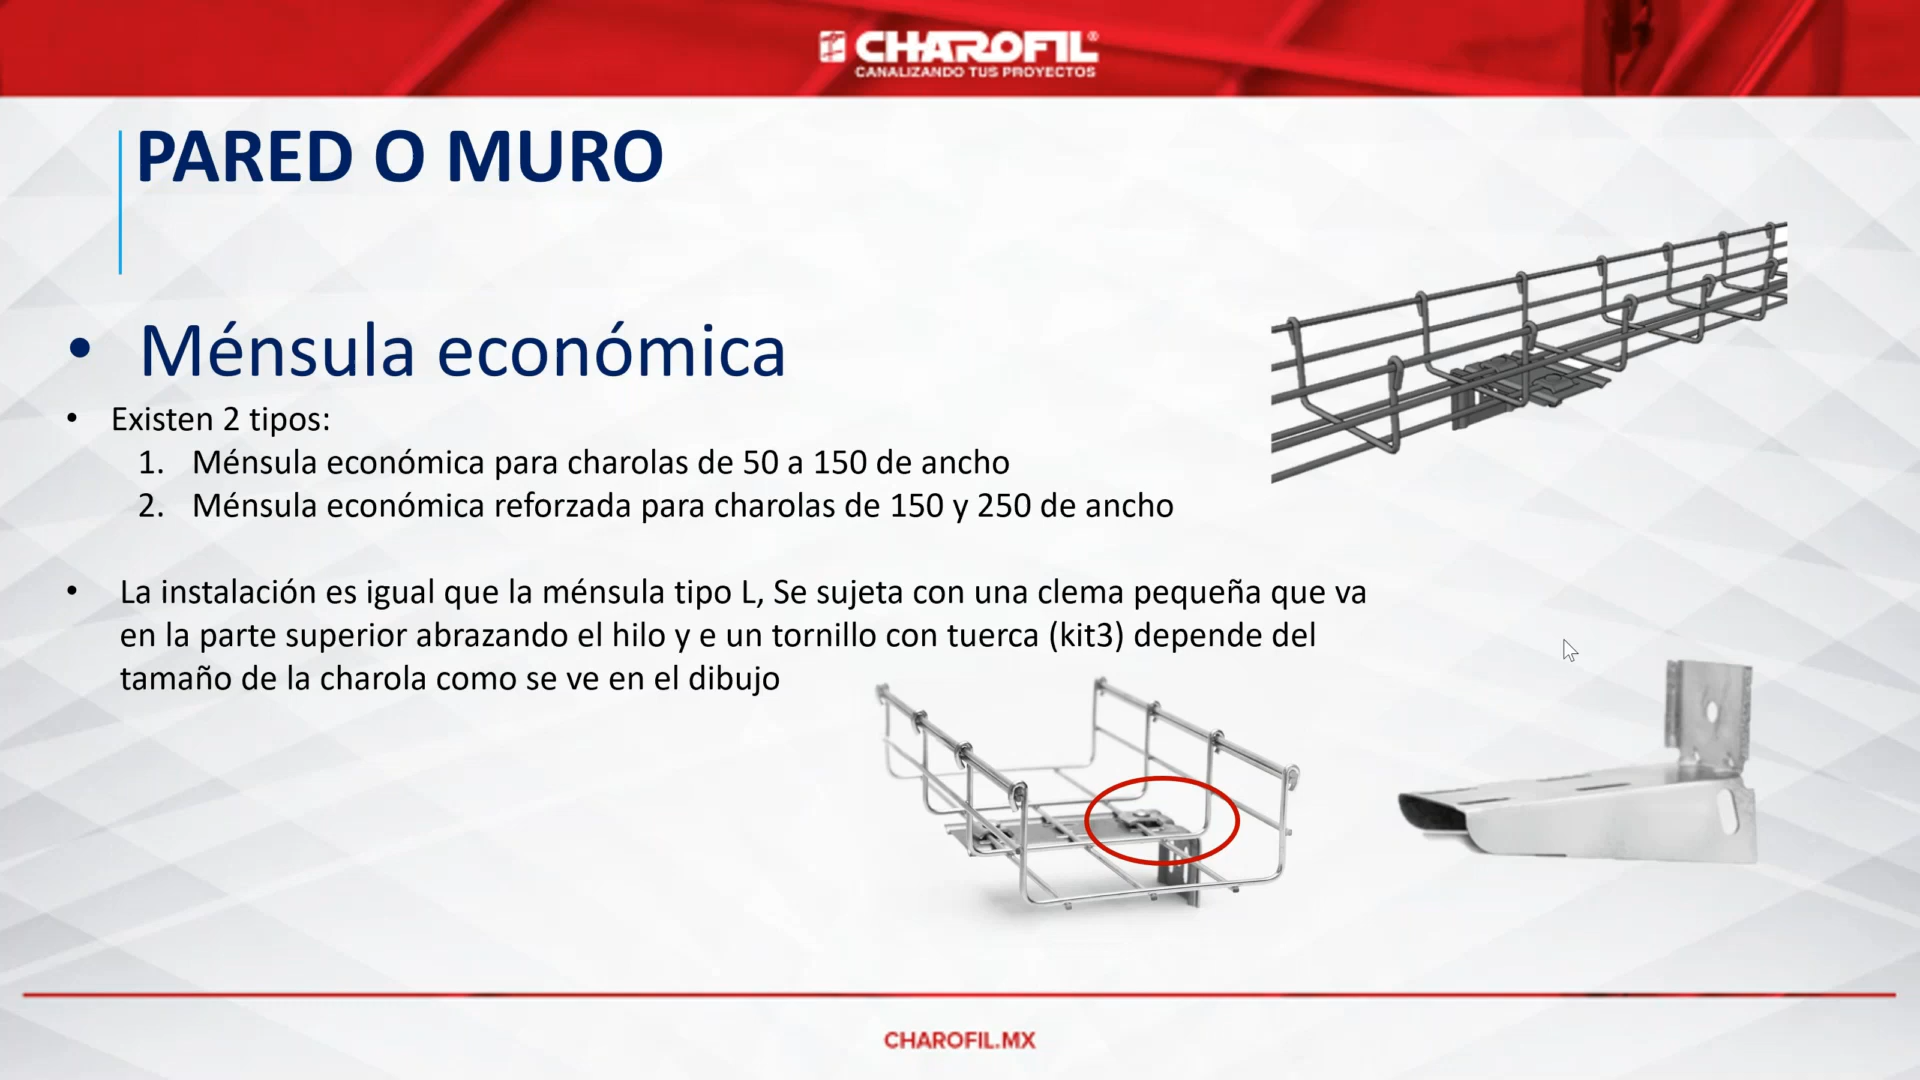 CHAROFIL®
CANALIZANDO TUS PROYECTOS
PARED O MURO
• Ménsula económica
• Existen 2 tipos:
1. Ménsula económica para charolas de 50 a 150 de ancho
2. Ménsula económica reforzada para charolas de 150 y 250 de ancho
• La instalación es igual que la ménsula tipo L, Se sujeta con una clema pequeña que va
en la parte superior abrazando el hilo y e un tornillo con tuerca (kit3) depende del
tamaño de la charola como se ve en el dibujo
CHAROFIL.MX